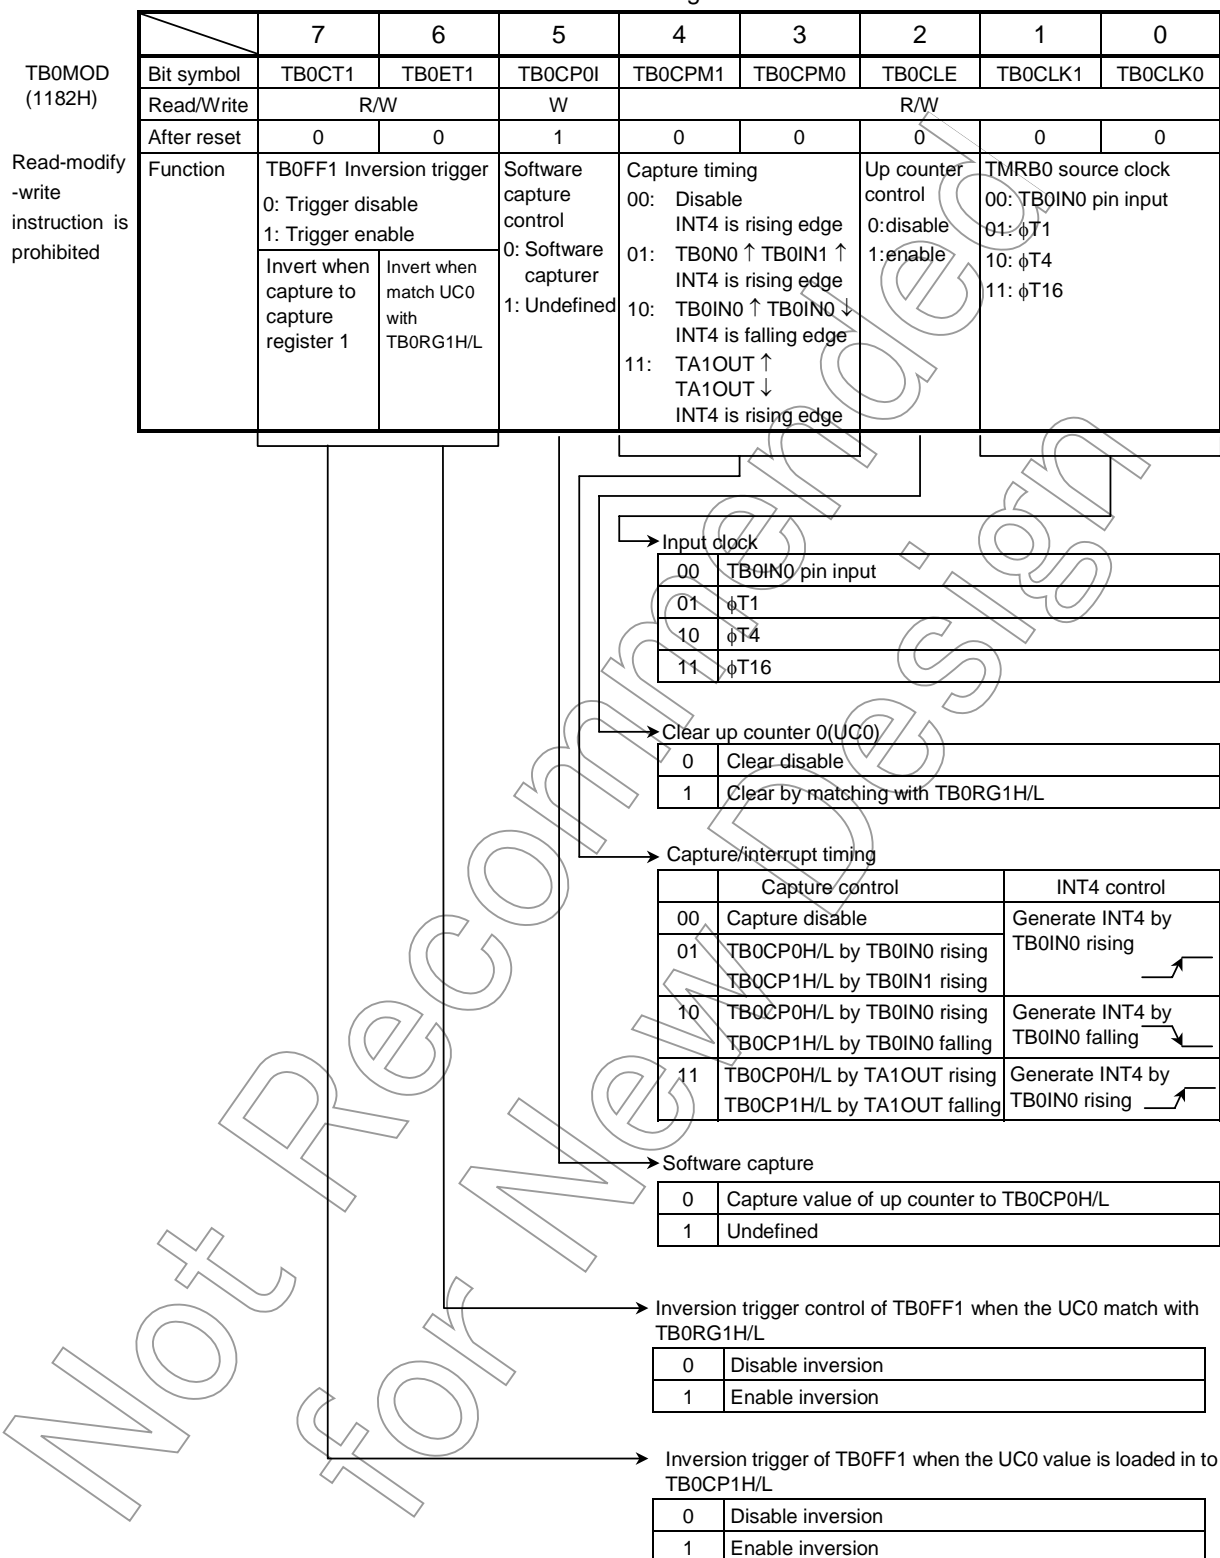 7 6 5 4 3 2 1 0
TB0MOD
(1182H)
Bit symbol TB0CT1 TB0ET1 TB0CP0I TB0CPM1 TB0CPM0 TB0CLE TB0CLK1 TB0CLK0
Read/Write R/W W R/W
After reset 0 0 1 0 0 0 0 0
Read-modify
-write
instruction is
prohibited
Function
TB0FF1 Inversion trigger
0: Trigger disable
1: Trigger enable
Invert when
capture to
capture
register 1
Invert when
match UC0
with
TB0RG1H/L
Software
capture
control
0: Software
capturer
1: Undefined
Capture timing
00: Disable
INT4 is rising edge
01: TB0N0 ↑ TB0IN1 ↑
INT4 is rising edge
10: TB0IN0 ↑ TB0IN0 ↓
INT4 is falling edge
11: TA1OUT ↑
TA1OUT ↓
INT4 is rising edge
Up counter
control
0:disable
1:enable
TMRB0 source clock
00: TB0IN0 pin input
01: ϕT1
10: ϕT4
11: ϕT16
Input clock
00 TB0IN0 pin input
01 ϕT1
10 ϕT4
11 ϕT16
Clear up counter 0(UC0)
0 Clear disable
1 Clear by matching with TB0RG1H/L
Capture/interrupt timing
Capture control INT4 control
00 Capture disable
01 TB0CP0H/L by TB0IN0 rising
TB0CP1H/L by TB0IN1 rising
Generate INT4 by
TB0IN0 rising
10 TB0CP0H/L by TB0IN0 rising
TB0CP1H/L by TB0IN0 falling
Generate INT4 by
TB0IN0 falling
11 TB0CP0H/L by TA1OUT rising
TB0CP1H/L by TA1OUT falling
Generate INT4 by
TB0IN0 rising
Software capture
0 Capture value of up counter to TB0CP0H/L
1 Undefined
Inversion trigger control of TB0FF1 when the UC0 match with
TB0RG1H/L
0 Disable inversion
1 Enable inversion
Inversion trigger of TB0FF1 when the UC0 value is loaded in to
TB0CP1H/L
0 Disable inversion
1 Enable inversion
Not Recommended
for New Design